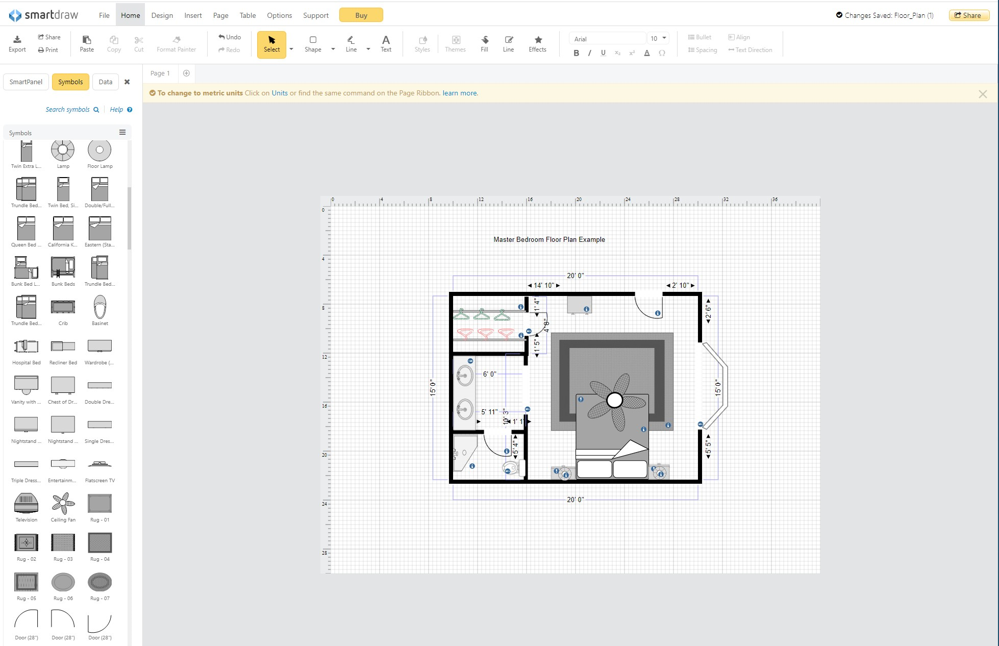 smartdraw File Home Design Insert Page Table Options Support Buy Changes Saved: Floor_Plan (1) Share
Export Share Print Paste Copy Cut Format Painter Undo Redo Select Shape Line Text Styles Themes Fill Line Effects Arial 10 Bullet Align
B I U x₂ x² A Ω Spacing Text Direction
Page 1
SmartPanel Symbols Data
To change to metric units Click on Units or find the same command on the Page Ribbon. learn more.
Search symbols Help
Symbols
Twin Extra L... Lamp Floor Lamp
Trundle Bed... Twin Bed, Si... Double/Full...
Queen Bed ... California K... Eastern (Sta...
Bunk Bed L... Bunk Beds Trundle Bed...
Trundle Bed... Crib Basinet
Hospital Bed Recliner Bed Wardrobe (...
Vanity with ... Chest of Dr... Double Dre...
Nightstand ... Nightstand ... Single Dres...
Triple Dress... Entertainm... Flatscreen TV
Television Ceiling Fan Rug - 01
Rug - 02 Rug - 03 Rug - 04
Rug - 05 Rug - 06 Rug - 07
Door (28") Door (28") Door (28")
0 4 8 12 16 20 24 28 32 36
0
4
8
12
16
20
24
28
Master Bedroom Floor Plan Example
20' 0"
14' 10" 2' 10"
1' 4"
2' 6"
4' 8"
1' 5"
6' 0"
15' 0"
15' 0"
5' 11"
10' 3"
1' 1"
5' 4"
5' 5"
20' 0"